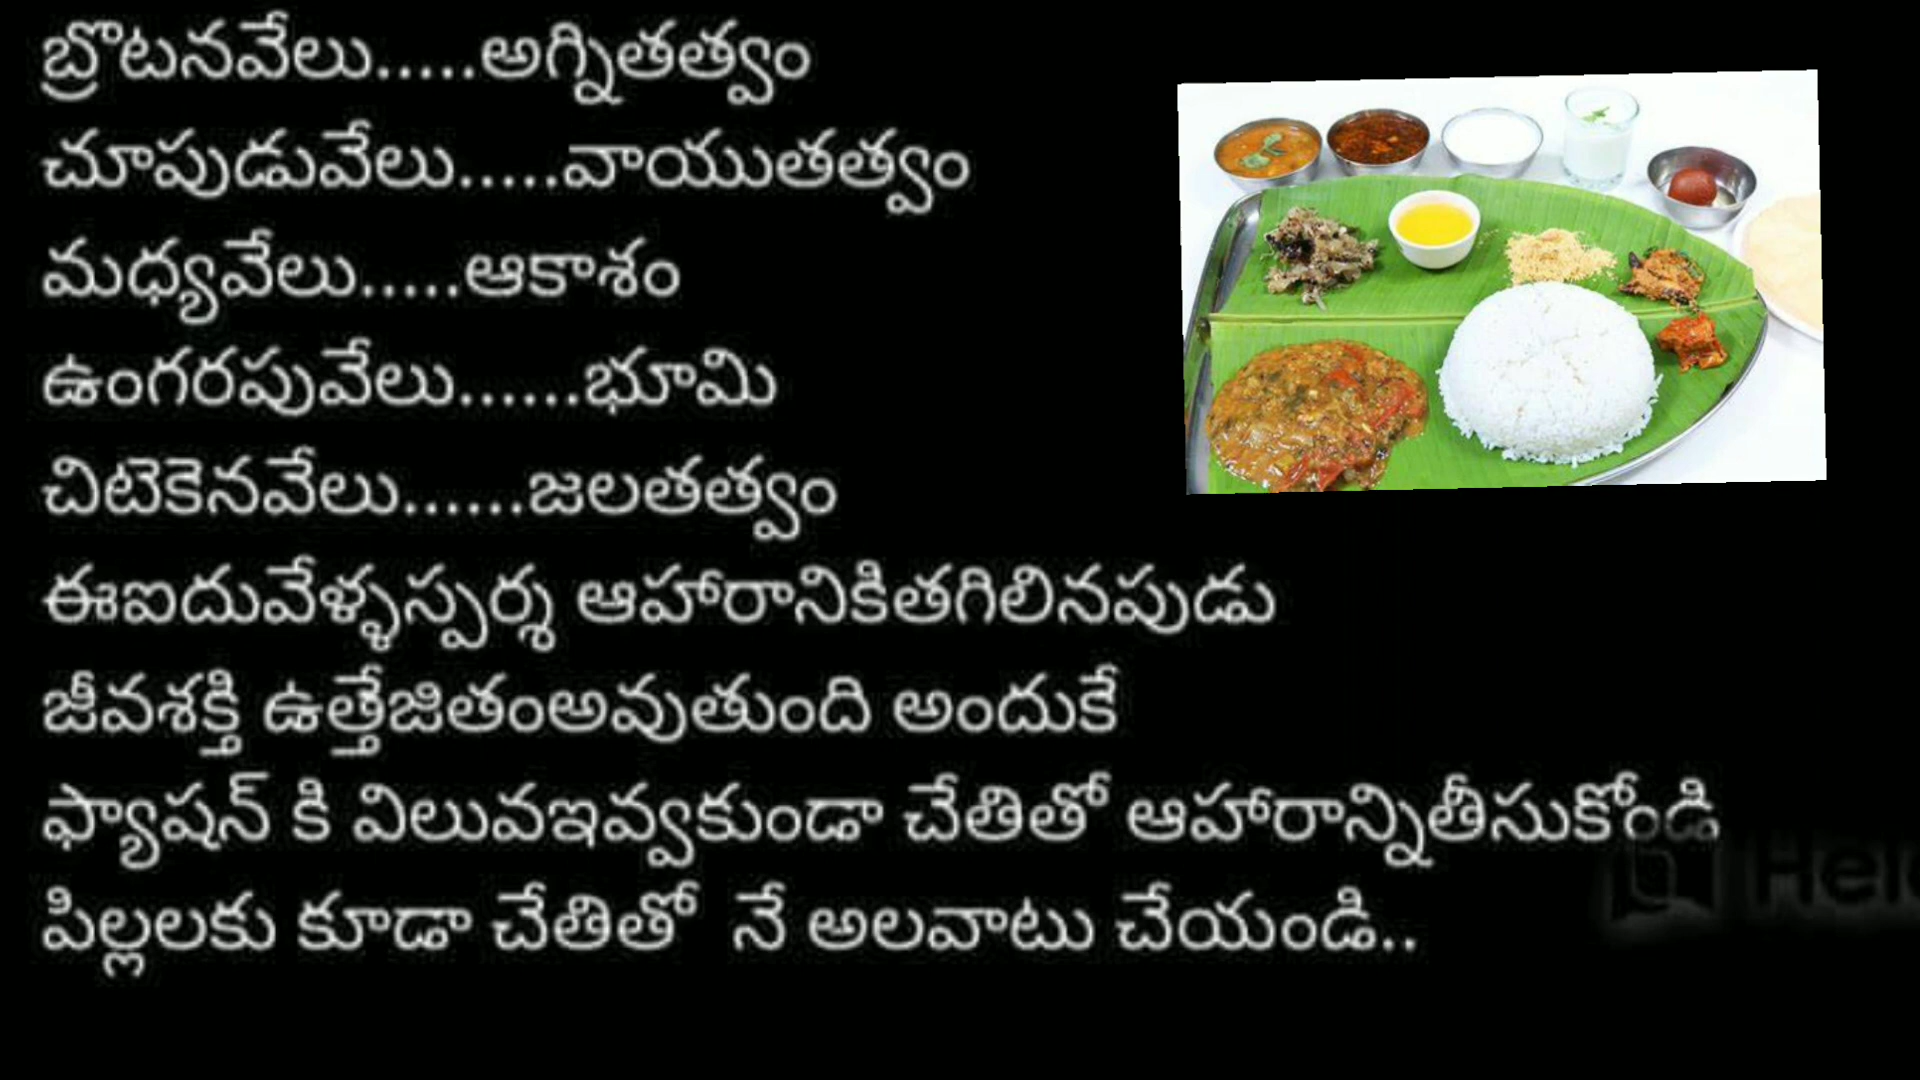 బ్రొటనవేలు.....అగ్నితత్వం
చూపుడువేలు.....వాయుతత్వం
మధ్యవేలు.....ఆకాశం
ఉంగరపువేలు......భూమి
చిటెకెనవేలు......జలతత్వం
ఈఐదువేళ్ళస్పర్శ ఆహారానికితగిలినపుడు
జీవశక్తి ఉత్తేజితంఅవుతుంది అందుకే
ఫ్యాషన్ కి విలువఇవ్వకుండా చేతితో ఆహారాన్నితీసుకోండి
పిల్లలకు కూడా చేతితో నే అలవాటు చేయండి..